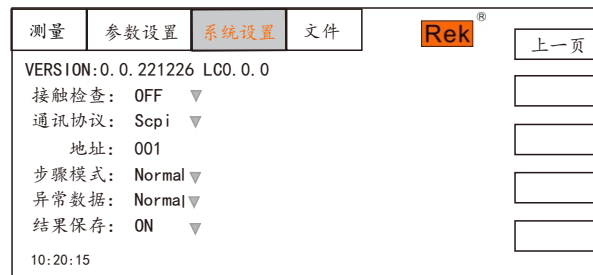 测量 参数设置 系统设置 文件 Rek®
上一页
VERSION:0.0.221226 LC0.0.0
接触检查: OFF
通讯协议: Scpi
地址: 001
步骤模式: Normal
异常数据: Normal
结果保存: ON
10:20:15